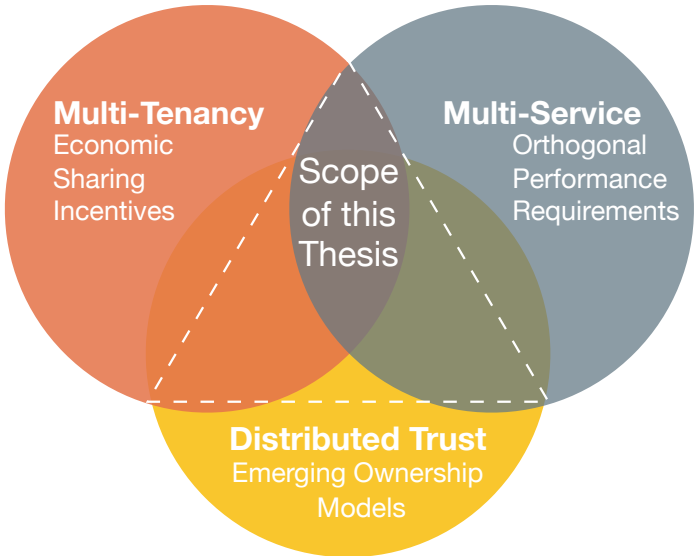 Multi-Tenancy
Economic
Sharing
Incentives
Multi-Service
Orthogonal
Performance
Requirements
Scope
of this
Thesis
Distributed Trust
Emerging Ownership
Models